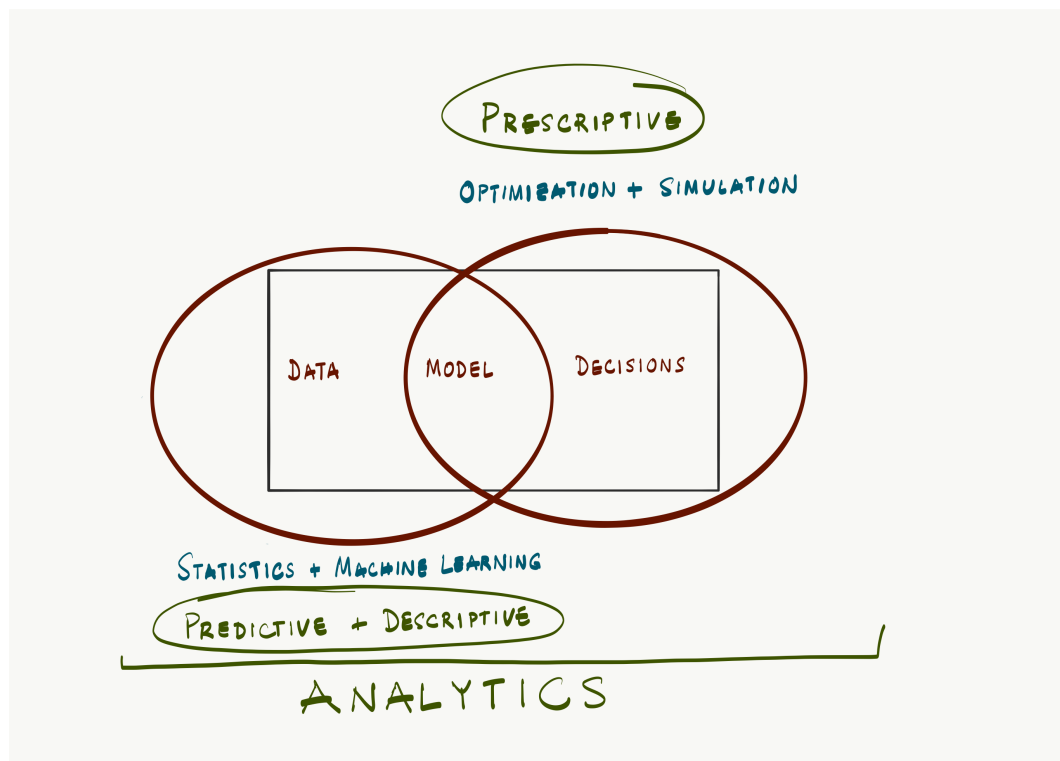 PRESCRIPTIVE
OPTIMIZATION + SIMULATION
DATA MODEL DECISIONS
STATISTICS + MACHINE LEARNING
PREDICTIVE + DESCRIPTIVE
ANALYTICS